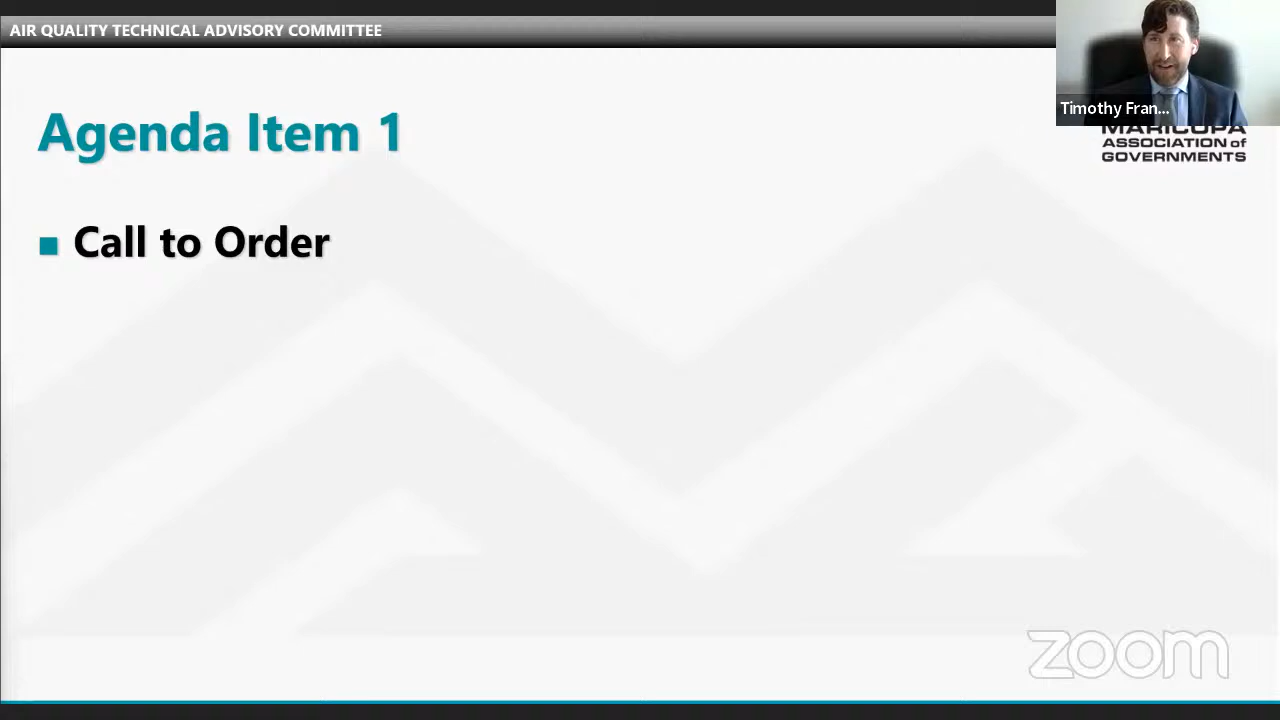 AIR QUALITY TECHNICAL ADVISORY COMMITTEE
Timothy Fran...
MARICOPA
ASSOCIATION of
GOVERNMENTS
Agenda Item 1
Call to Order
zoom